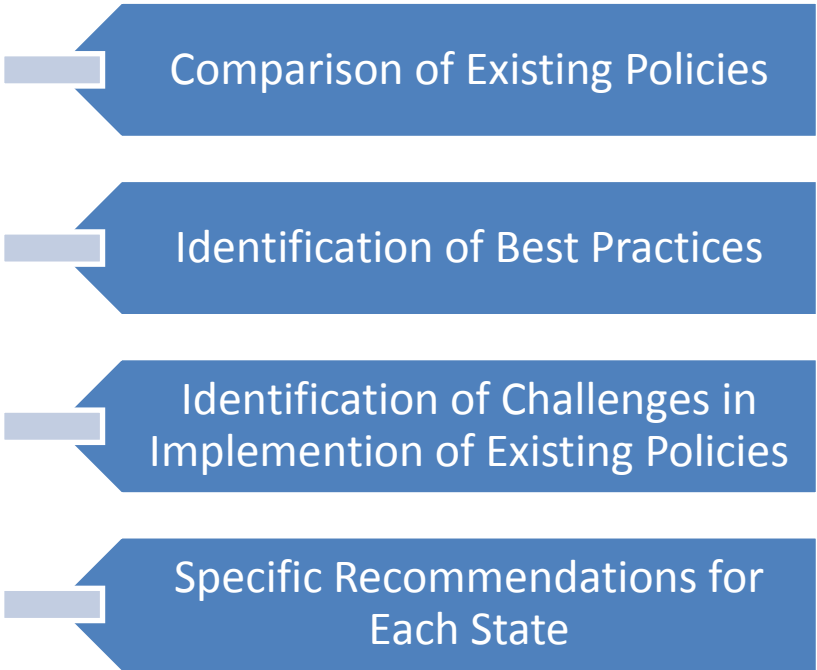 Comparison of Existing Policies
Identification of Best Practices
Identification of Challenges in
Implemention of Existing Policies
Specific Recommendations for
Each State